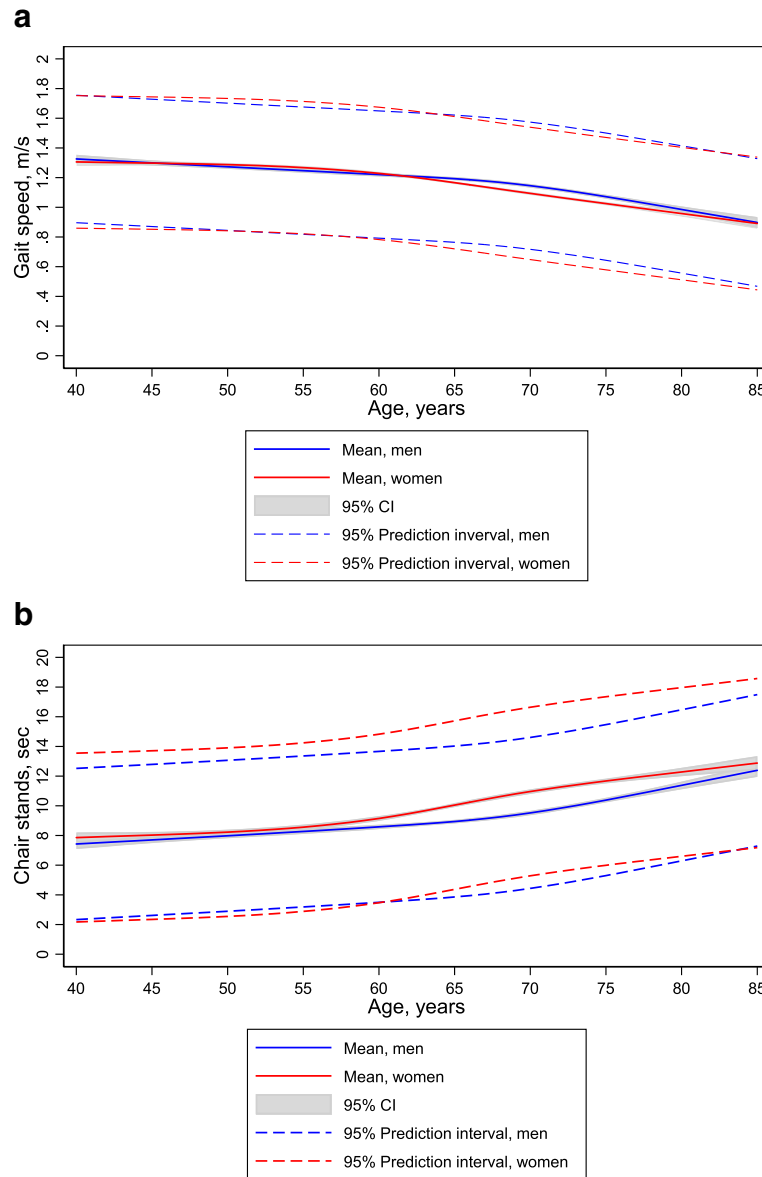 a
Gait speed, m/s
2
1.8
1.6
1.4
1.2
1
.8
.6
.4
.2
0
40 45 50 55 60 65 70 75 80 85
Age, years
Mean, men
Mean, women
95% CI
95% Prediction inverval, men
95% Prediction inverval, women
b
Chair stands, sec
20
18
16
14
12
10
8
6
4
2
0
40 45 50 55 60 65 70 75 80 85
Age, years
Mean, men
Mean, women
95% CI
95% Prediction interval, men
95% Prediction interval, women